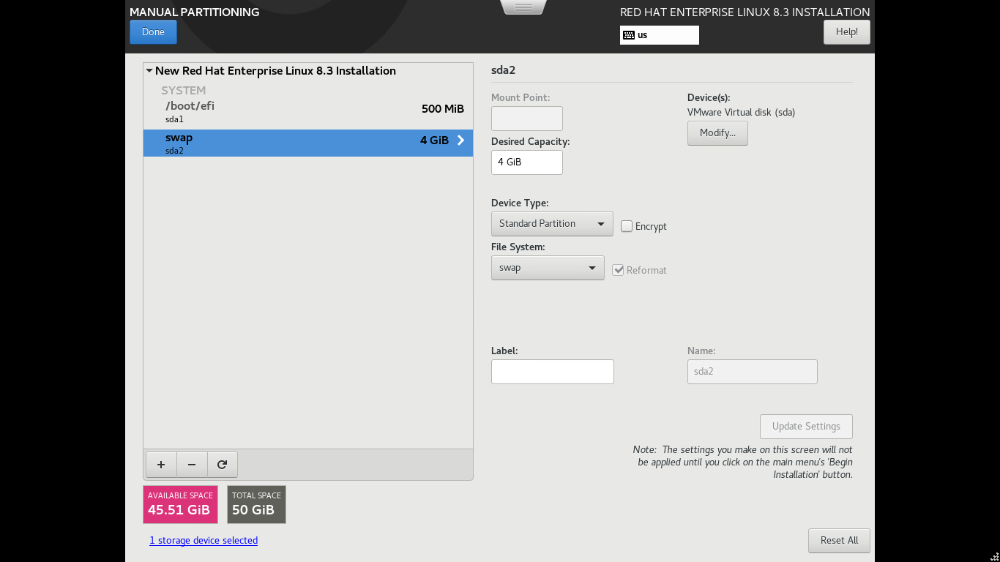 MANUAL PARTITIONING
RED HAT ENTERPRISE LINUX 8.3 INSTALLATION
Done
us
Help!
New Red Hat Enterprise Linux 8.3 Installation
SYSTEM
/boot/efi
500 MiB
sda1
swap
4 GiB
sda2
sda2
Mount Point:
Device(s):
VMware Virtual disk (sda)
Modify...
Desired Capacity:
4 GiB
Device Type:
Standard Partition
Encrypt
File System:
swap
Reformat
Label:
Name:
sda2
Update Settings
Note: The settings you make on this screen will not
be applied until you click on the main menu's 'Begin
Installation' button.
AVAILABLE SPACE
45.51 GiB
TOTAL SPACE
50 GiB
1 storage device selected
Reset All